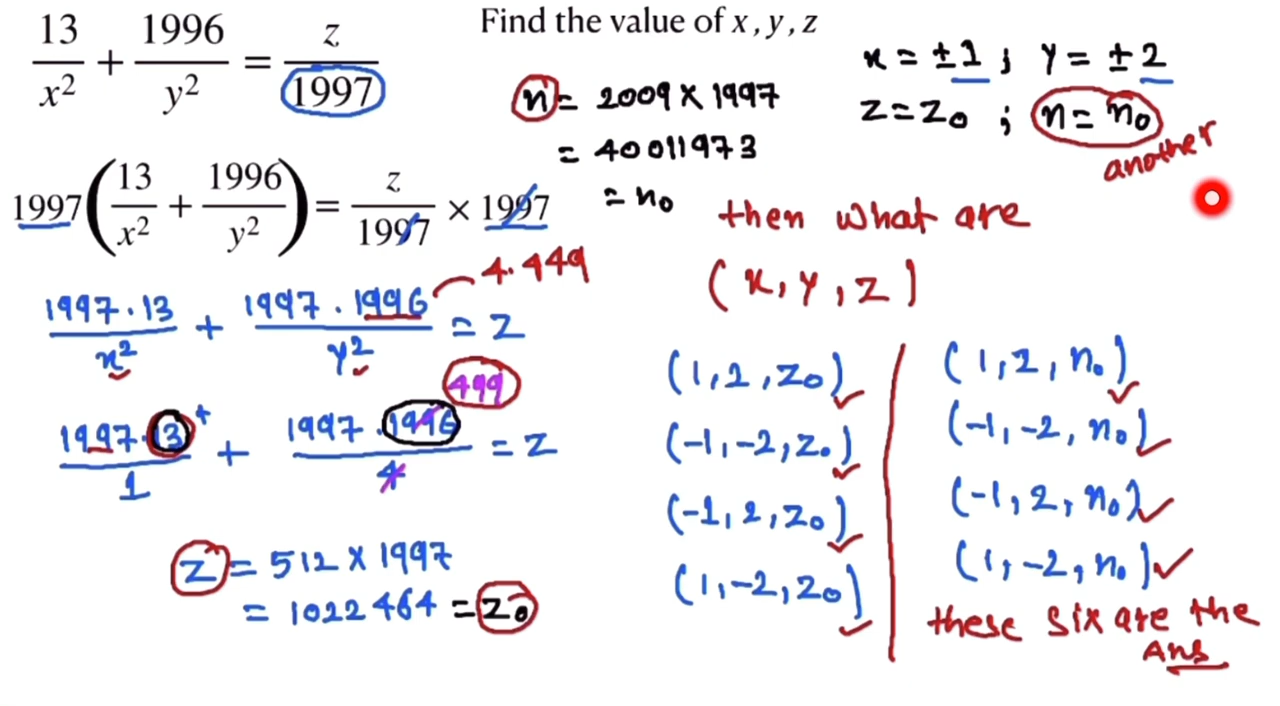 13/x² + 1996/y² = z/1997
Find the value of x, y, z
1997(13/x² + 1996/y²) = z/1997 × 1997
1997·13/x² + 1997·1996/y² = z
4.449
1997·13/1 + 1997·1996/4 = z
499
z = 512 × 1997
= 1022464 = z₀
n = 2009 × 1997
= 40011973
= n₀
x = ±1 ; y = ±2
z = z₀ ; n = n₀
another
then what are
(x, y, z)
(1, 2, z₀)
(-1, -2, z₀)
(-1, 2, z₀)
(1, -2, z₀)
(1, 2, n₀)
(-1, -2, n₀)
(-1, 2, n₀)
(1, -2, n₀)
these six are the
Ans